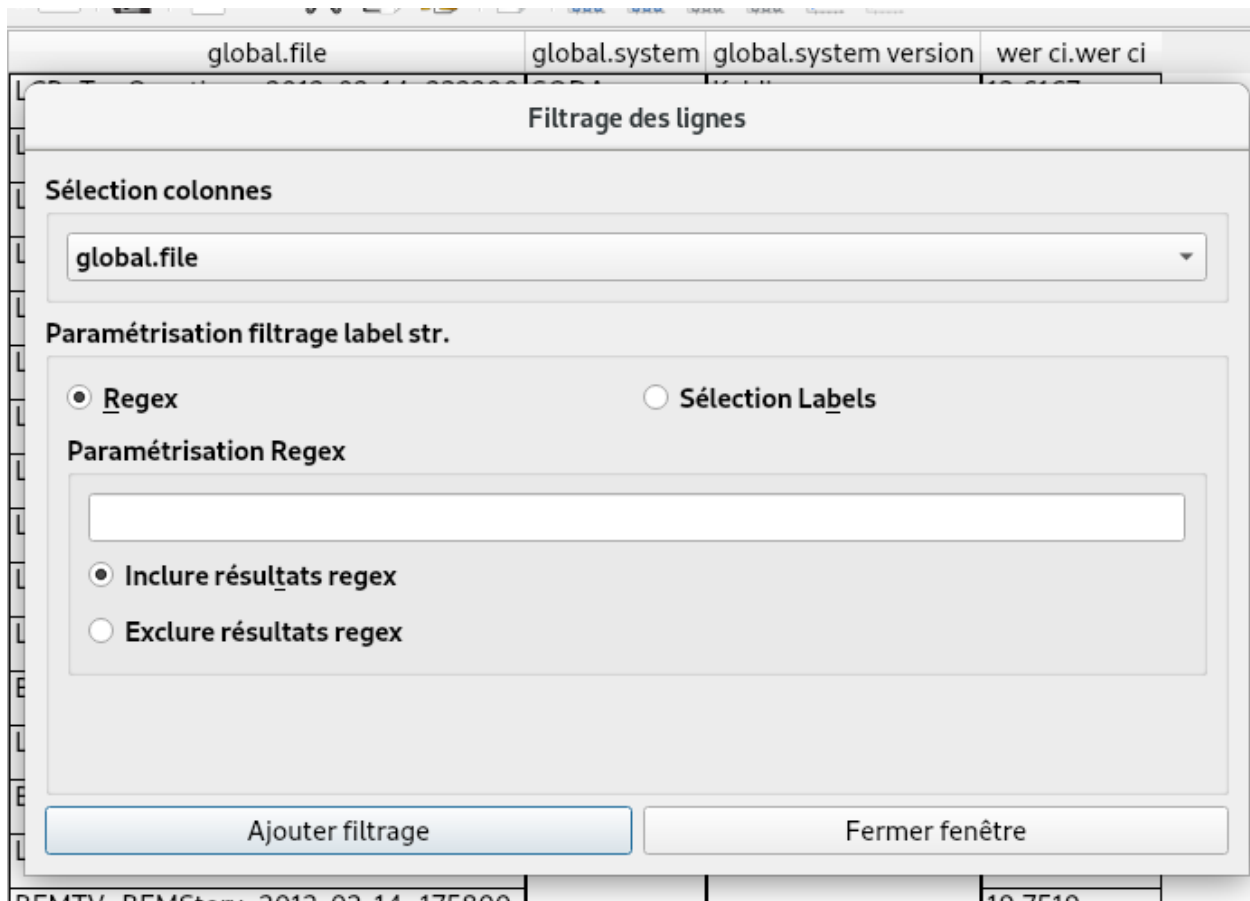 global.file global.system global.system version wer ci.wer ci
Filtrage des lignes
Sélection colonnes
global.file
Paramétrisation filtrage label str.
Regex Sélection Labels
Paramétrisation Regex
Inclure résultats regex
Exclure résultats regex
Ajouter filtrage Fermer fenêtre